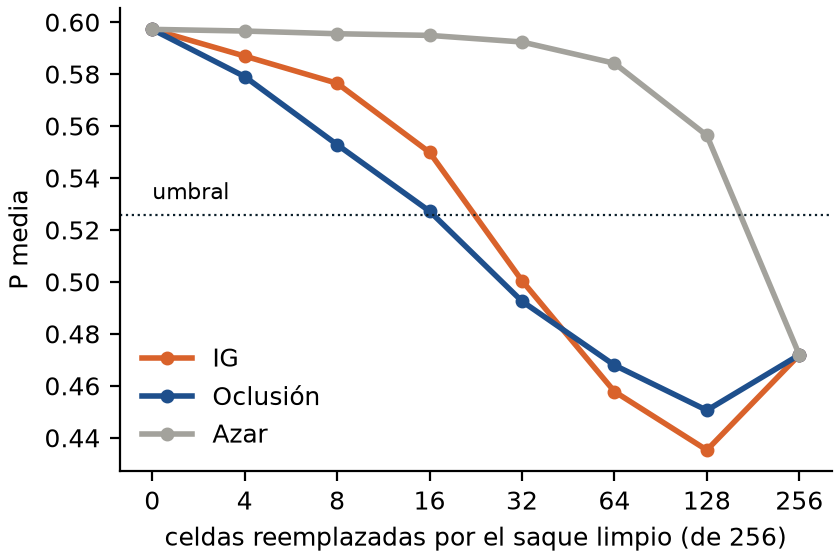 0.60
0.58
0.56
0.54
0.52
0.50
0.48
0.46
0.44
P media
umbral
IG
Oclusión
Azar
0 4 8 16 32 64 128 256
celdas reemplazadas por el saque limpio (de 256)